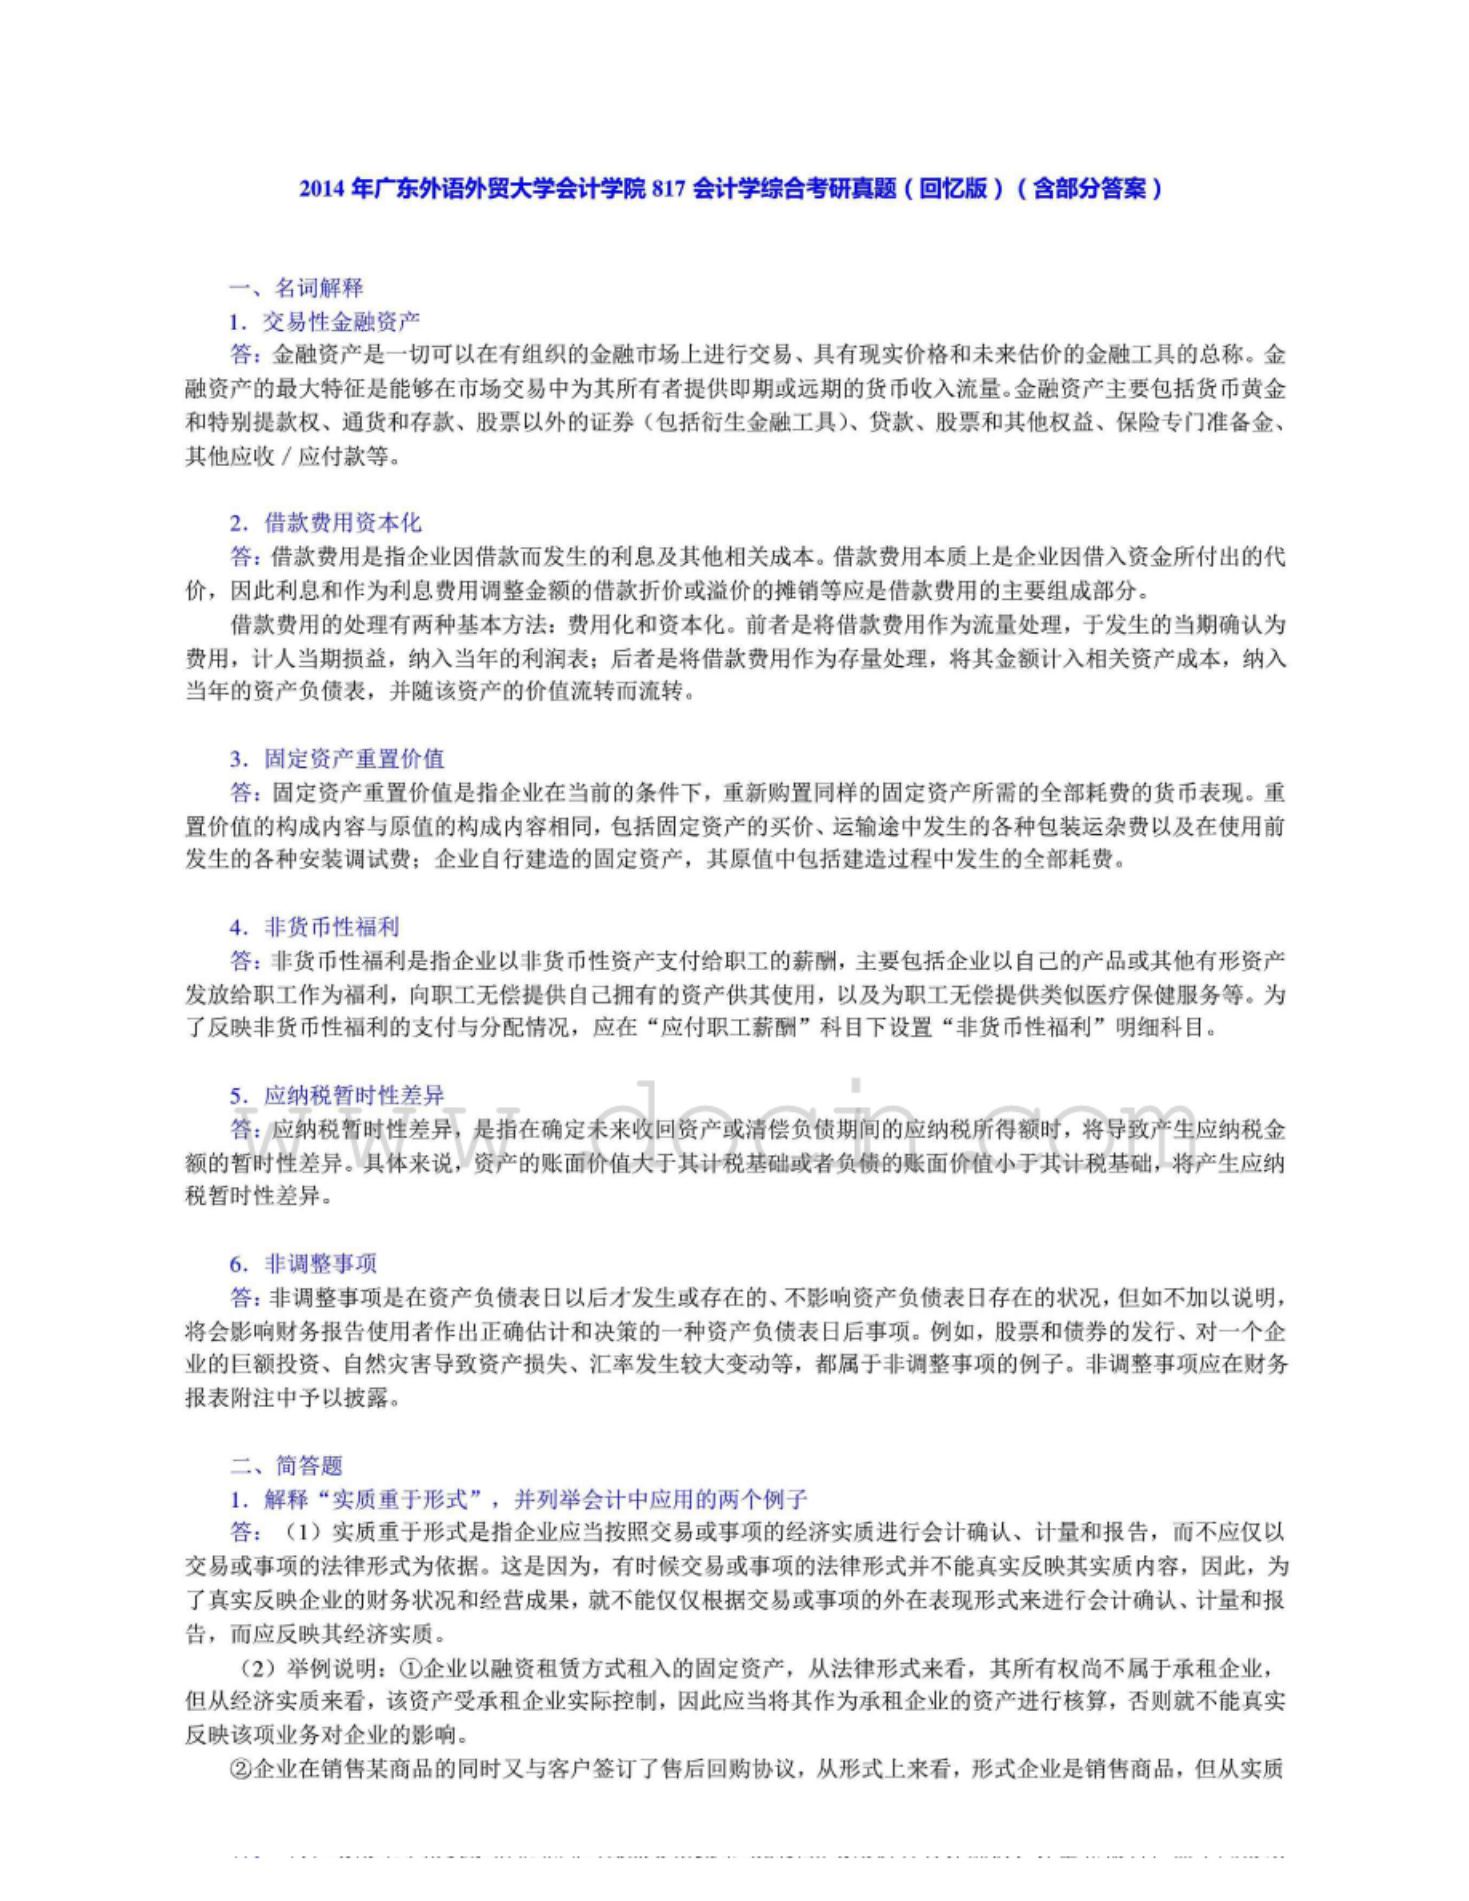 2014 年广东外语外贸大学会计学院 817 会计学综合考研真题（回忆版）（含部分答案）
一、名词解释
1．交易性金融资产
答：金融资产是一切可以在有组织的金融市场上进行交易、具有现实价格和未来估价的金融工具的总称。金
融资产的最大特征是能够在市场交易中为其所有者提供即期或远期的货币收入流量。金融资产主要包括货币黄金
和特别提款权、通货和存款、股票以外的证券（包括衍生金融工具）、贷款、股票和其他权益、保险专门准备金、
其他应收／应付款等。
2．借款费用资本化
答：借款费用是指企业因借款而发生的利息及其他相关成本。借款费用本质上是企业因借入资金所付出的代
价，因此利息和作为利息费用调整金额的借款折价或溢价的摊销等应是借款费用的主要组成部分。
借款费用的处理有两种基本方法：费用化和资本化。前者是将借款费用作为流量处理，于发生的当期确认为
费用，计人当期损益，纳入当年的利润表；后者是将借款费用作为存量处理，将其金额计入相关资产成本，纳入
当年的资产负债表，并随该资产的价值流转而流转。
3．固定资产重置价值
答：固定资产重置价值是指企业在当前的条件下，重新购置同样的固定资产所需的全部耗费的货币表现。重
置价值的构成内容与原值的构成内容相同，包括固定资产的买价、运输途中发生的各种包装运杂费以及在使用前
发生的各种安装调试费；企业自行建造的固定资产，其原值中包括建造过程中发生的全部耗费。
4．非货币性福利
答：非货币性福利是指企业以非货币性资产支付给职工的薪酬，主要包括企业以自己的产品或其他有形资产
发放给职工作为福利，向职工无偿提供自己拥有的资产供其使用，以及为职工无偿提供类似医疗保健服务等。为
了反映非货币性福利的支付与分配情况，应在“应付职工薪酬”科目下设置“非货币性福利”明细科目。
5．应纳税暂时性差异
答：应纳税暂时性差异，是指在确定未来收回资产或清偿负债期间的应纳税所得额时，将导致产生应纳税金
额的暂时性差异。具体来说，资产的账面价值大于其计税基础或者负债的账面价值小于其计税基础，将产生应纳
税暂时性差异。
www.docin.com
6．非调整事项
答：非调整事项是在资产负债表日以后才发生或存在的、不影响资产负债表日存在的状况，但如不加以说明，
将会影响财务报告使用者作出正确估计和决策的一种资产负债表日后事项。例如，股票和债券的发行、对一个企
业的巨额投资、自然灾害导致资产损失、汇率发生较大变动等，都属于非调整事项的例子。非调整事项应在财务
报表附注中予以披露。
二、简答题
1．解释“实质重于形式”，并列举会计中应用的两个例子
答：（1）实质重于形式是指企业应当按照交易或事项的经济实质进行会计确认、计量和报告，而不应仅以
交易或事项的法律形式为依据。这是因为，有时候交易或事项的法律形式并不能真实反映其实质内容，因此，为
了真实反映企业的财务状况和经营成果，就不能仅仅根据交易或事项的外在表现形式来进行会计确认、计量和报
告，而应反映其经济实质。
（2）举例说明：①企业以融资租赁方式租入的固定资产，从法律形式来看，其所有权尚不属于承租企业，
但从经济实质来看，该资产受承租企业实际控制，因此应当将其作为承租企业的资产进行核算，否则就不能真实
反映该项业务对企业的影响。
②企业在销售某商品的同时又与客户签订了售后回购协议，从形式上来看，形式企业是销售商品，但从实质